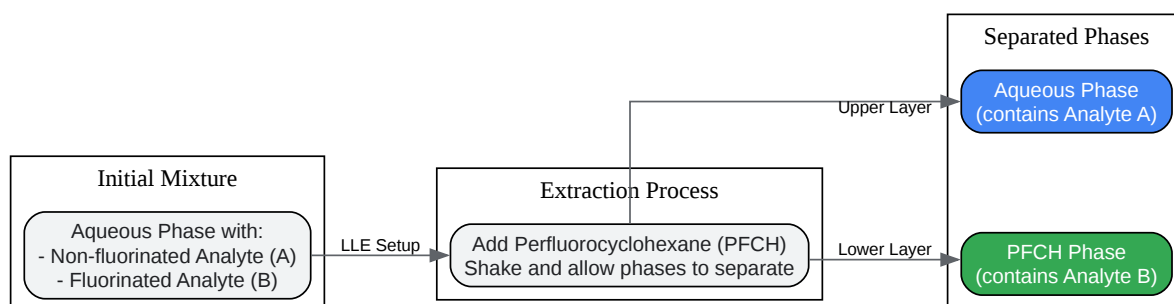 Initial Mixture
Aqueous Phase with:
- Non-fluorinated Analyte (A)
- Fluorinated Analyte (B)
LLE Setup
Extraction Process
Add Perfluorocyclohexane (PFCH)
Shake and allow phases to separate
Upper Layer
Lower Layer
Separated Phases
Aqueous Phase
(contains Analyte A)
PFCH Phase
(contains Analyte B)